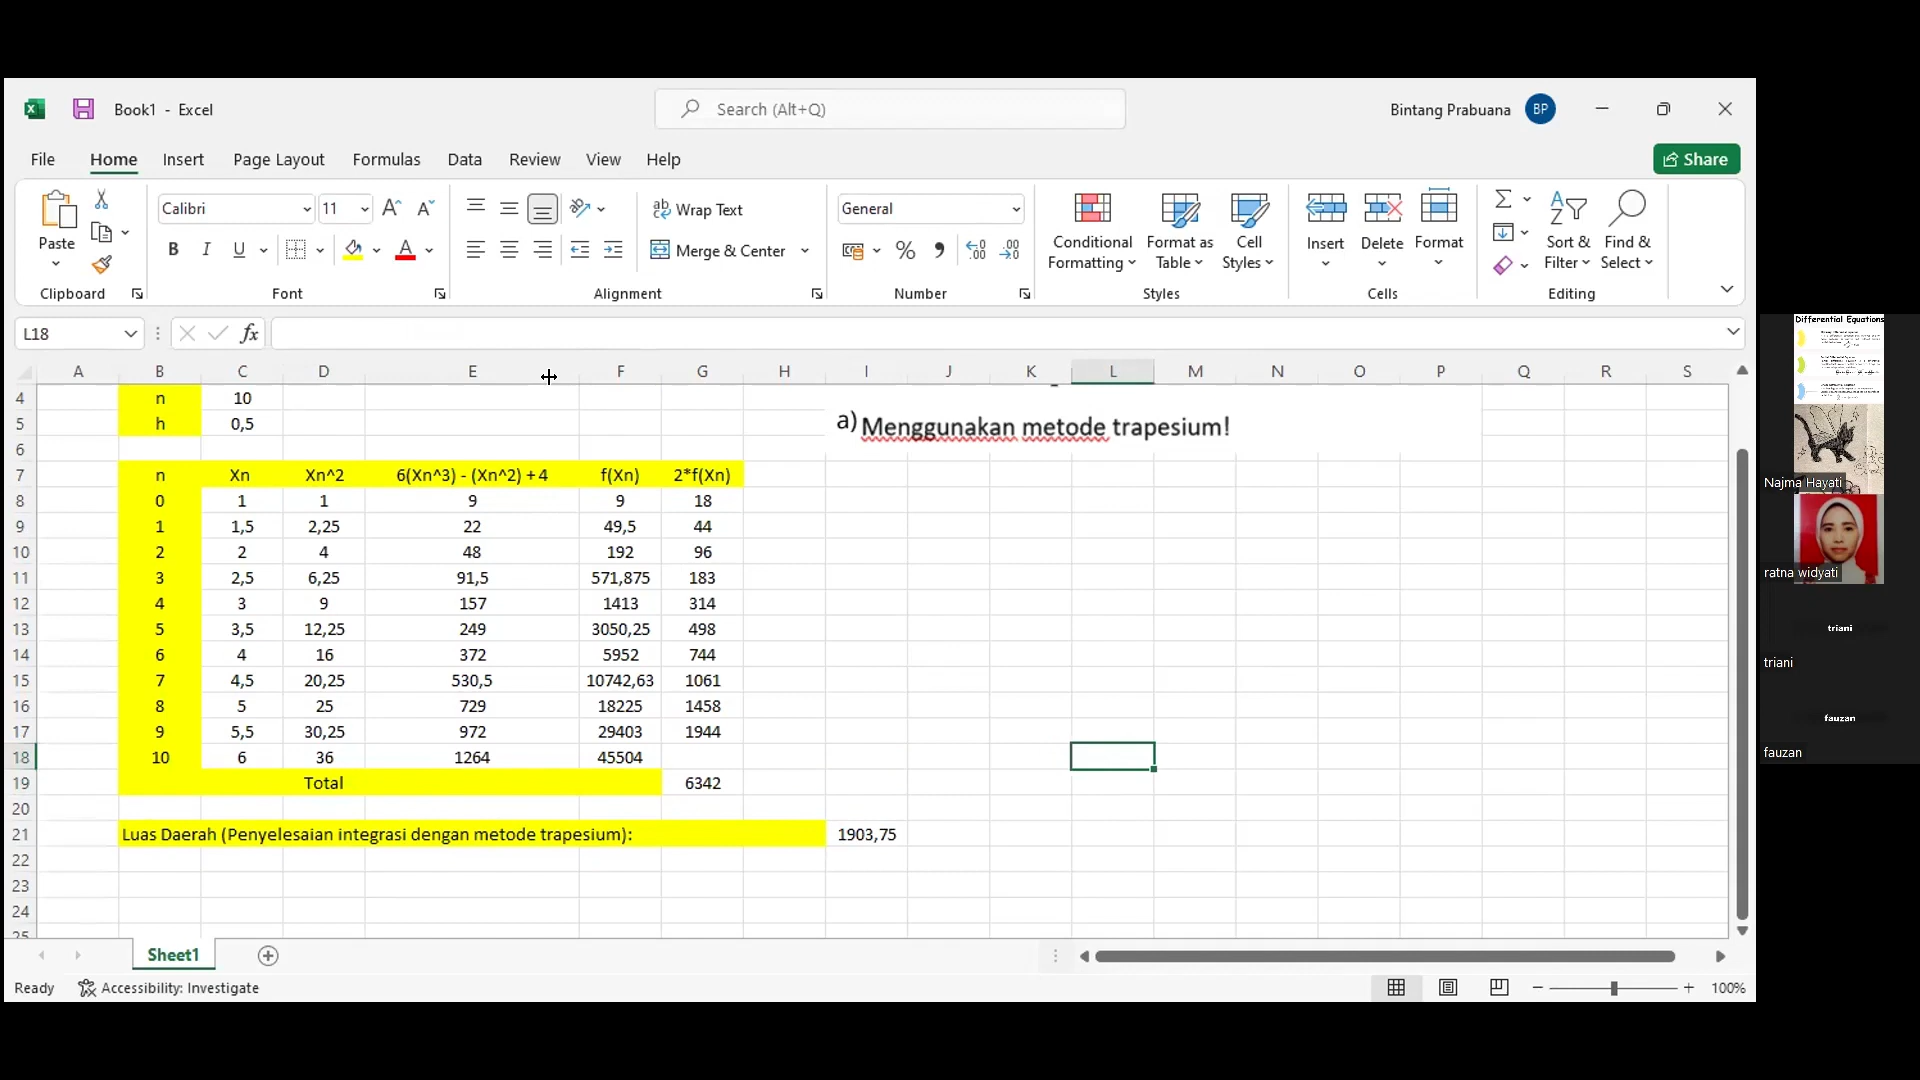 Book1 - Excel
Search (Alt+Q)
Bintang Prabuana
BP
File Home Insert Page Layout Formulas Data Review View Help
Share
Calibri 11
Wrap Text
General
Paste
B I U
Merge & Center
Conditional Formatting
Format as Table
Cell Styles
Insert
Delete
Format
Sort & Filter
Find & Select
Clipboard Font Alignment Number Styles Cells Editing
L18 fx
A B C D E F G H I J K L M N O P Q R S
4 n 10
5 h 0,5
a) Menggunakan metode trapesium!
6
7 n Xn Xn^2 6(Xn^3) - (Xn^2) + 4 f(Xn) 2*f(Xn)
8 0 1 1 9 9 18
9 1 1,5 2,25 22 49,5 44
10 2 2 4 48 192 96
11 3 2,5 6,25 91,5 571,875 183
12 4 3 9 157 1413 314
13 5 3,5 12,25 249 3050,25 498
14 6 4 16 372 5952 744
15 7 4,5 20,25 530,5 10742,63 1061
16 8 5 25 729 18225 1458
17 9 5,5 30,25 972 29403 1944
18 10 6 36 1264 45504
19 Total 6342
20
21 Luas Daerah (Penyelesaian integrasi dengan metode trapesium): 1903,75
22
23
24
25
Sheet1
Ready Accessibility: Investigate
100%
Differential Equations
Najma Hayati
ratna widyati
triani
triani
fauzan
fauzan